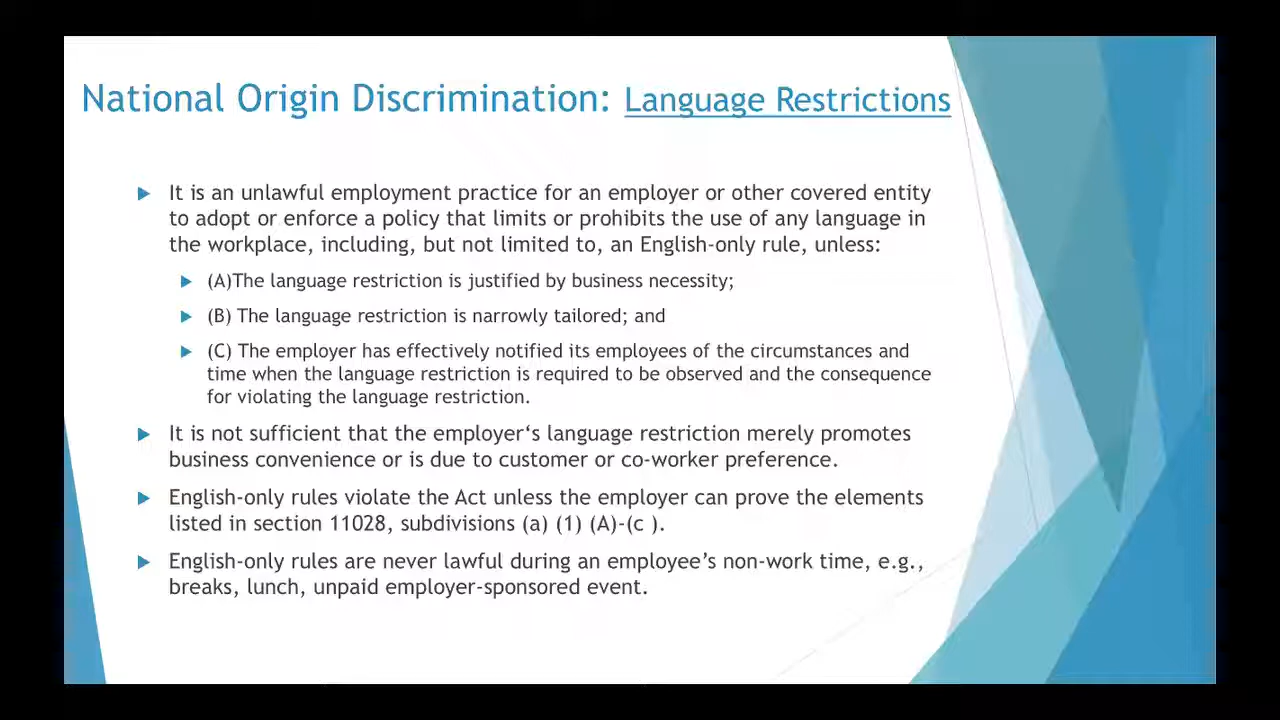 National Origin Discrimination: Language Restrictions
It is an unlawful employment practice for an employer or other covered entity
to adopt or enforce a policy that limits or prohibits the use of any language in
the workplace, including, but not limited to, an English-only rule, unless:
(A)The language restriction is justified by business necessity;
(B) The language restriction is narrowly tailored; and
(C) The employer has effectively notified its employees of the circumstances and
time when the language restriction is required to be observed and the consequence
for violating the language restriction.
It is not sufficient that the employer‘s language restriction merely promotes
business convenience or is due to customer or co-worker preference.
English-only rules violate the Act unless the employer can prove the elements
listed in section 11028, subdivisions (a) (1) (A)-(c ).
English-only rules are never lawful during an employee’s non-work time, e.g.,
breaks, lunch, unpaid employer-sponsored event.